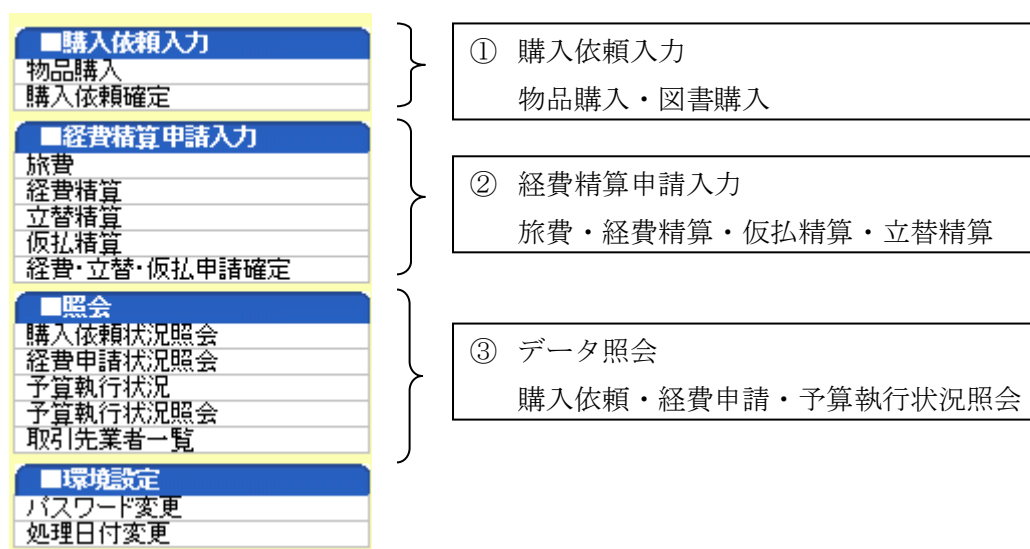 ■購入依頼入力
物品購入
購入依頼確定
■経費精算申請入力
旅費
経費精算
立替精算
仮払精算
経費・立替・仮払申請確定
■照会
購入依頼状況照会
経費申請状況照会
予算執行状況
予算執行状況照会
取引先業者一覧
■環境設定
パスワード変更
処理日付変更
① 購入依頼入力
物品購入・図書購入
② 経費精算申請入力
旅費・経費精算・仮払精算・立替精算
③ データ照会
購入依頼・経費申請・予算執行状況照会